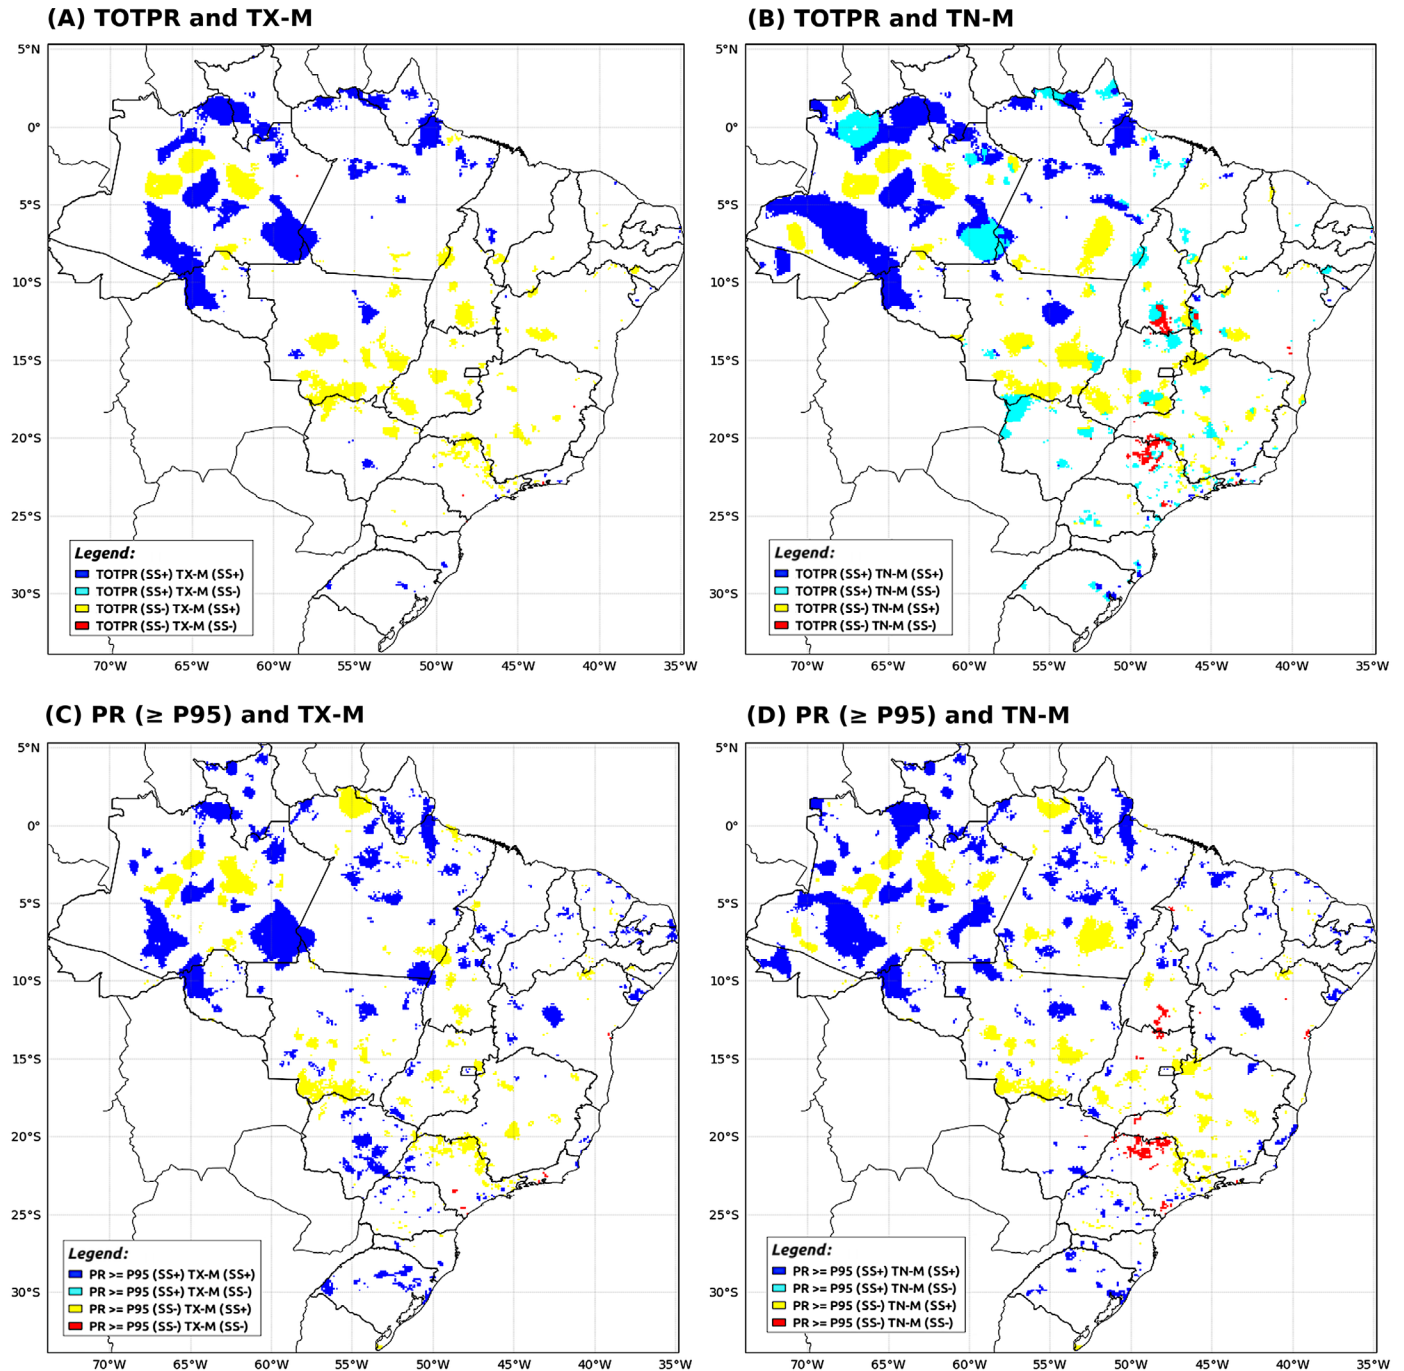 (A) TOTPR and TX-M
5°N
0°
5°S
10°S
15°S
20°S
25°S
30°S
Legend:
TOTPR (SS+) TX-M (SS+)
TOTPR (SS+) TX-M (SS-)
TOTPR (SS-) TX-M (SS+)
TOTPR (SS-) TX-M (SS-)
70°W 65°W 60°W 55°W 50°W 45°W 40°W 35°W
(B) TOTPR and TN-M
5°N
0°
5°S
10°S
15°S
20°S
25°S
30°S
Legend:
TOTPR (SS+) TN-M (SS+)
TOTPR (SS+) TN-M (SS-)
TOTPR (SS-) TN-M (SS+)
TOTPR (SS-) TN-M (SS-)
70°W 65°W 60°W 55°W 50°W 45°W 40°W 35°W
(C) PR (≥ P95) and TX-M
5°N
0°
5°S
10°S
15°S
20°S
25°S
30°S
Legend:
PR >= P95 (SS+) TX-M (SS+)
PR >= P95 (SS+) TX-M (SS-)
PR >= P95 (SS-) TX-M (SS+)
PR >= P95 (SS-) TX-M (SS-)
70°W 65°W 60°W 55°W 50°W 45°W 40°W 35°W
(D) PR (≥ P95) and TN-M
5°N
0°
5°S
10°S
15°S
20°S
25°S
30°S
Legend:
PR >= P95 (SS+) TN-M (SS+)
PR >= P95 (SS+) TN-M (SS-)
PR >= P95 (SS-) TN-M (SS+)
PR >= P95 (SS-) TN-M (SS-)
70°W 65°W 60°W 55°W 50°W 45°W 40°W 35°W